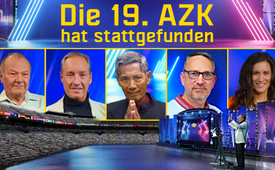 Die 19. AZK
hat stattgefunden